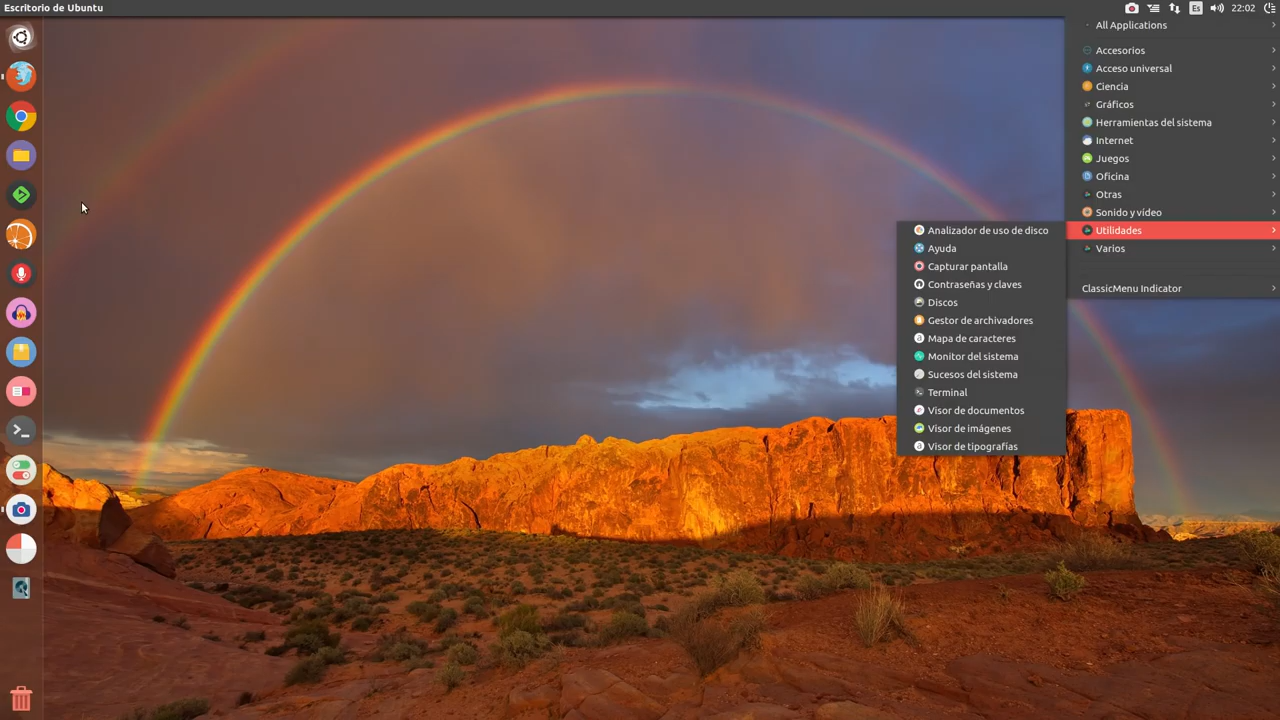 Escritorio de Ubuntu
Es
22:02
All Applications
Accesorios
Acceso universal
Ciencia
Gráficos
Herramientas del sistema
Internet
Juegos
Oficina
Otras
Sonido y vídeo
Utilidades
Varios
ClassicMenu Indicator
Analizador de uso de disco
Ayuda
Capturar pantalla
Contraseñas y claves
Discos
Gestor de archivadores
Mapa de caracteres
Monitor del sistema
Sucesos del sistema
Terminal
Visor de documentos
Visor de imágenes
Visor de tipografías